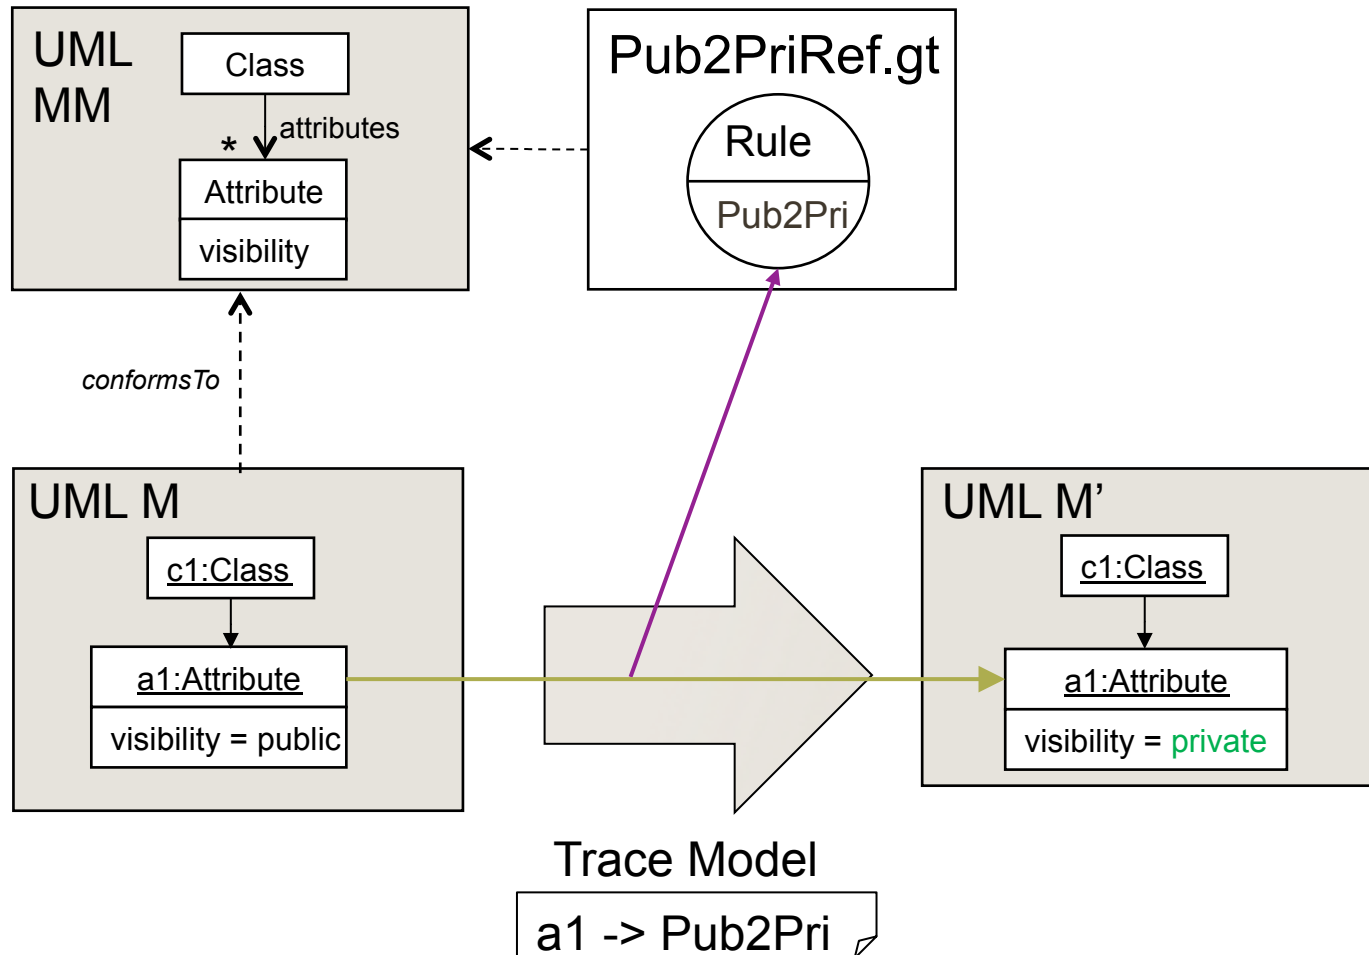 UML
MM
Class
attributes
*
Attribute
visibility
Pub2PriRef.gt
Rule
Pub2Pri
conformsTo
UML M
c1:Class
a1:Attribute
visibility = public
UML M’
c1:Class
a1:Attribute
visibility = private
Trace Model
a1 -> Pub2Pri